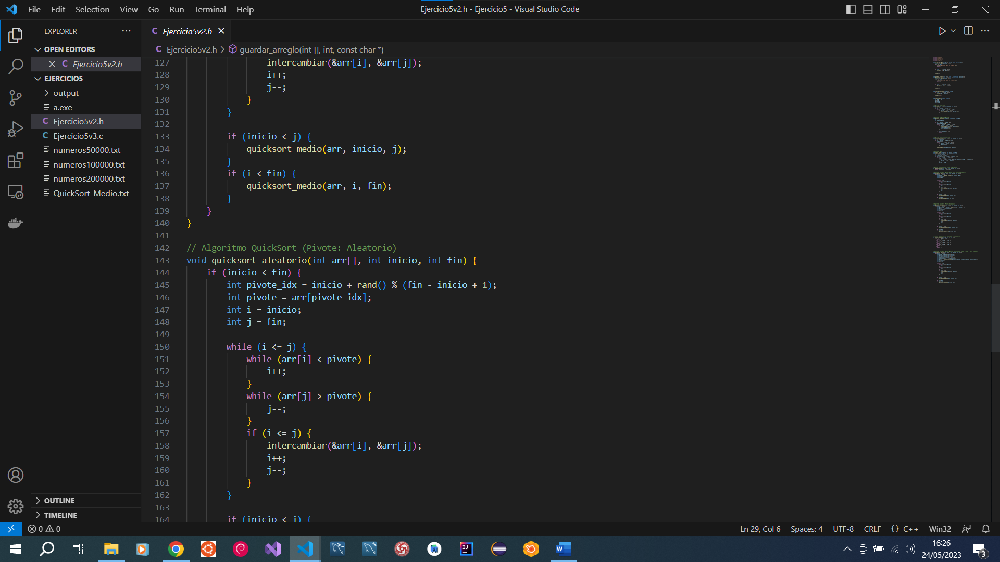 File Edit Selection View Go Run Terminal Help
Ejercicio5v2.h - Ejercicio5 - Visual Studio Code
EXPLORER
OPEN EDITORS
C Ejercicio5v2.h
EJERCICIO5
output
a.exe
C Ejercicio5v2.h
C Ejercicio5v3.c
numeros50000.txt
numeros100000.txt
numeros200000.txt
QuickSort-Medio.txt
OUTLINE
TIMELINE
C Ejercicio5v2.h
C Ejercicio5v2.h > guardar_arreglo(int [], int, const char *)
127 intercambiar(&arr[i], &arr[j]);
128 i++;
129 j--;
130 }
131 }
132
133 if (inicio < j) {
134 quicksort_medio(arr, inicio, j);
135 }
136 if (i < fin) {
137 quicksort_medio(arr, i, fin);
138 }
139 }
140 }
141
142 // Algoritmo QuickSort (Pivote: Aleatorio)
143 void quicksort_aleatorio(int arr[], int inicio, int fin) {
144 if (inicio < fin) {
145 int pivote_idx = inicio + rand() % (fin - inicio + 1);
146 int pivote = arr[pivote_idx];
147 int i = inicio;
148 int j = fin;
149
150 while (i <= j) {
151 while (arr[i] < pivote) {
152 i++;
153 }
154 while (arr[j] > pivote) {
155 j--;
156 }
157 if (i <= j) {
158 intercambiar(&arr[i], &arr[j]);
159 i++;
160 j--;
161 }
162 }
163
164 if (inicio < j) {
0 0
Ln 29, Col 6 Spaces: 4 UTF-8 CRLF {} C++ Win32
16:26
24/05/2023
3